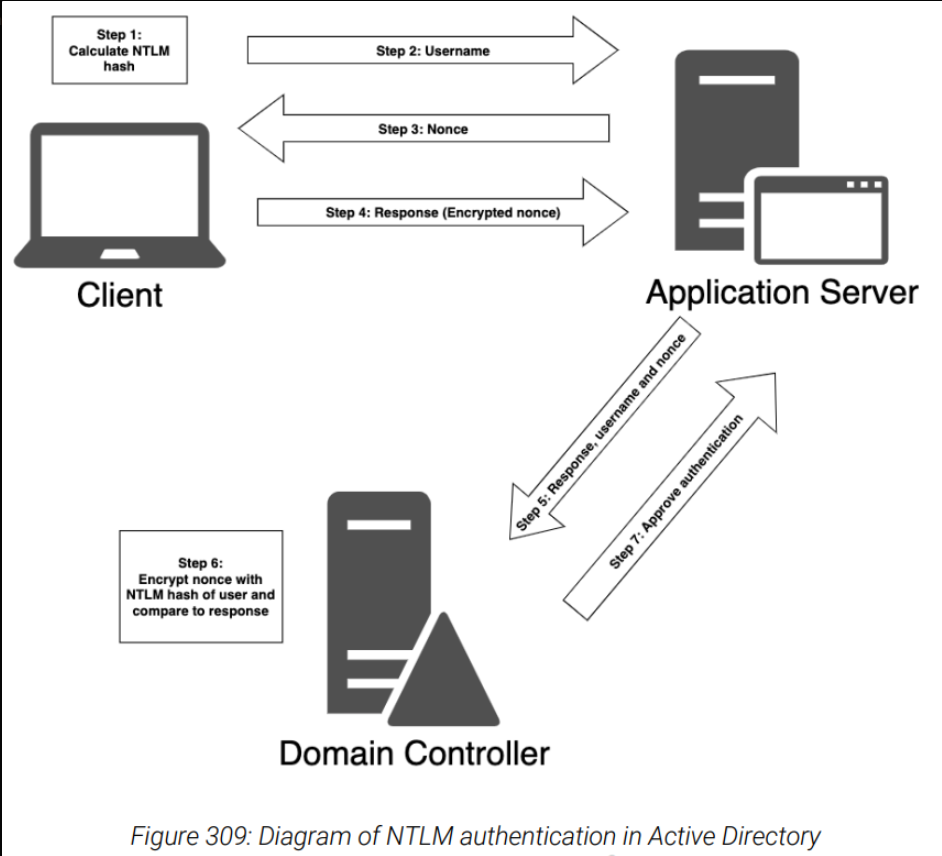 Step 1:
Calculate NTLM
hash
Step 2: Username
Step 3: Nonce
Step 4: Response (Encrypted nonce)
Client
Application Server
Step 5: Response, username and nonce
Step 7: Approve authentication
Step 6:
Encrypt nonce with
NTLM hash of user and
compare to response
Domain Controller
Figure 309: Diagram of NTLM authentication in Active Directory